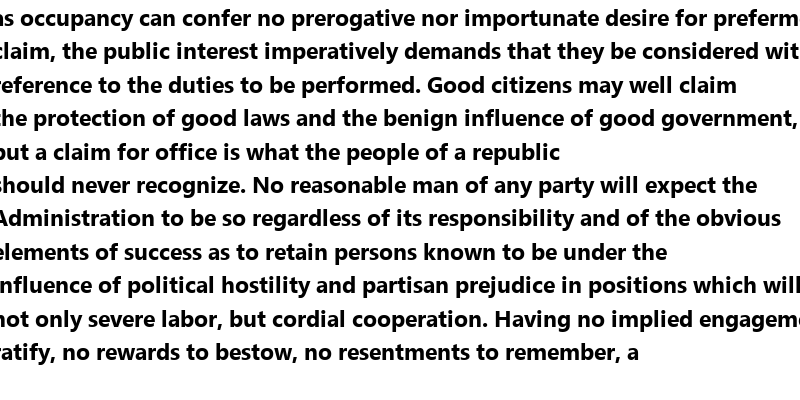 as occupancy can confer no prerogative nor importunate desire for preferm
claim, the public interest imperatively demands that they be considered wit
reference to the duties to be performed. Good citizens may well claim
the protection of good laws and the benign influence of good government,
but a claim for office is what the people of a republic
should never recognize. No reasonable man of any party will expect the
Administration to be so regardless of its responsibility and of the obvious
elements of success as to retain persons known to be under the
influence of political hostility and partisan prejudice in positions which will
not only severe labor, but cordial cooperation. Having no implied engagem
ratify, no rewards to bestow, no resentments to remember, a